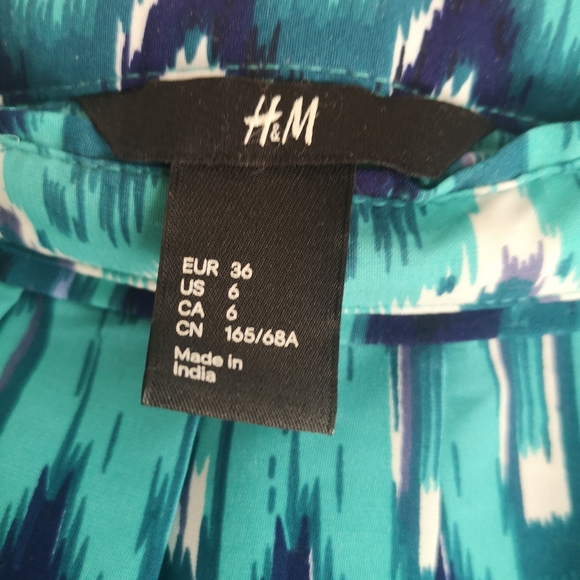 H&M
EUR 36
US 6
CA 6
CN 165/68A
Made in
India